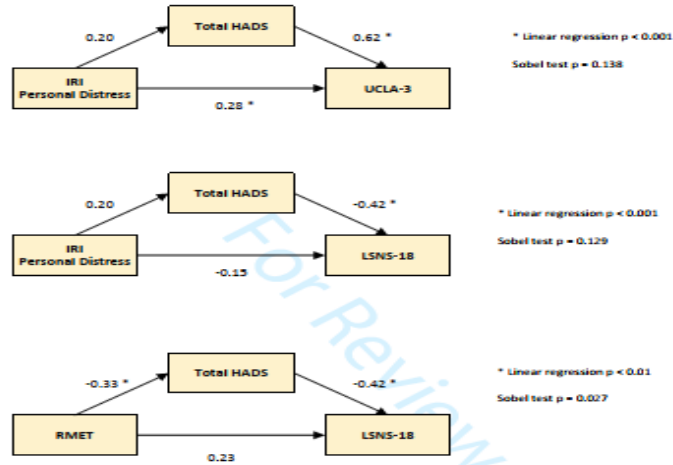 Total HADS
0.20
0.62 *
* Linear regression p < 0.001
Sobel test p = 0.138
IRI
Personal Distress
UCLA-3
0.28 *
Total HADS
0.20
-0.42 *
* Linear regression p < 0.001
Sobel test p = 0.129
IRI
Personal Distress
LSNS-18
-0.15
Total HADS
-0.33 *
-0.42 *
* Linear regression p < 0.01
Sobel test p = 0.027
RMET
LSNS-18
0.23
For Review